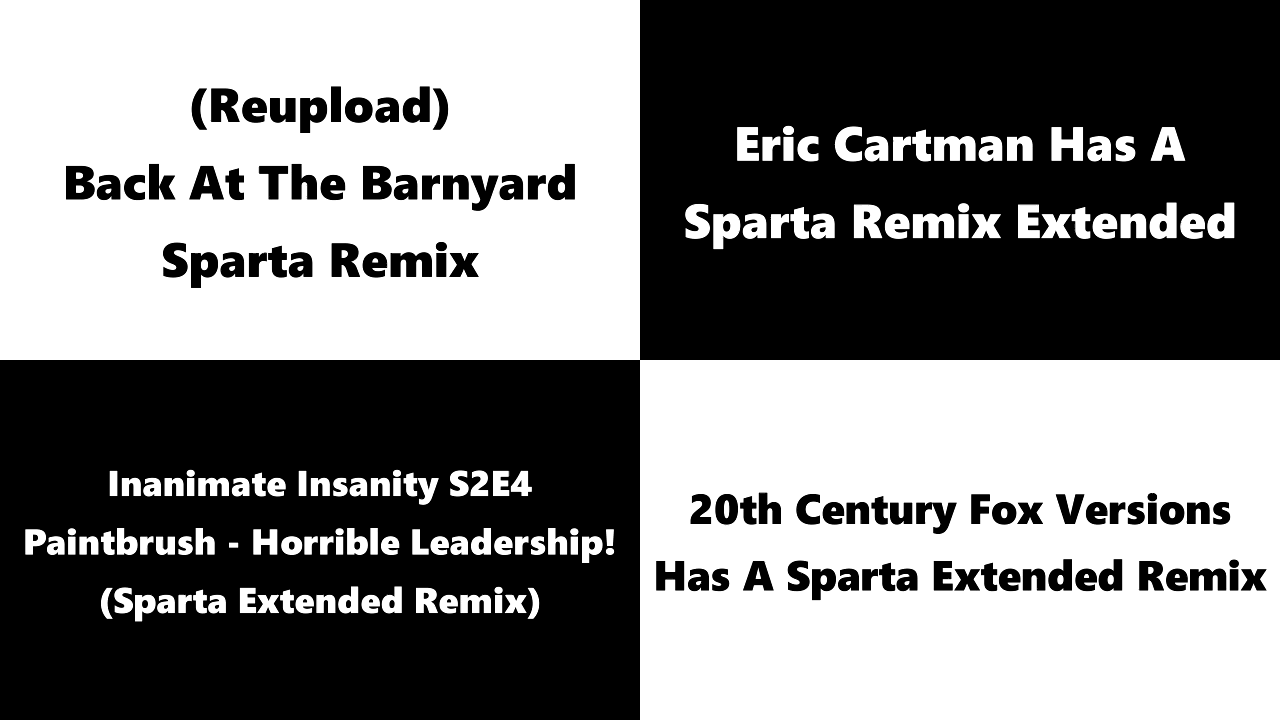 (Reupload)
Back At The Barnyard
Sparta Remix
Eric Cartman Has A
Sparta Remix Extended
Inanimate Insanity S2E4
Paintbrush - Horrible Leadership!
(Sparta Extended Remix)
20th Century Fox Versions
Has A Sparta Extended Remix